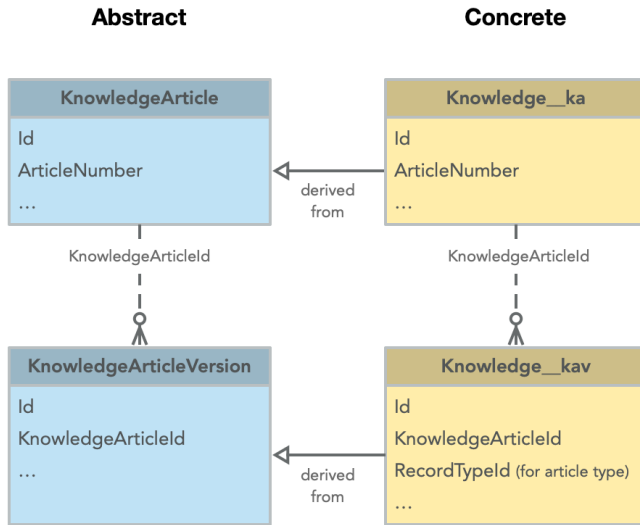 Abstract
Concrete
KnowledgeArticle
Id
ArticleNumber
...
Knowledge__ka
Id
ArticleNumber
...
derived
from
KnowledgeArticleId
KnowledgeArticleId
KnowledgeArticleVersion
Id
KnowledgeArticleId
...
Knowledge__kav
Id
KnowledgeArticleId
RecordTypeId (for article type)
...
derived
from